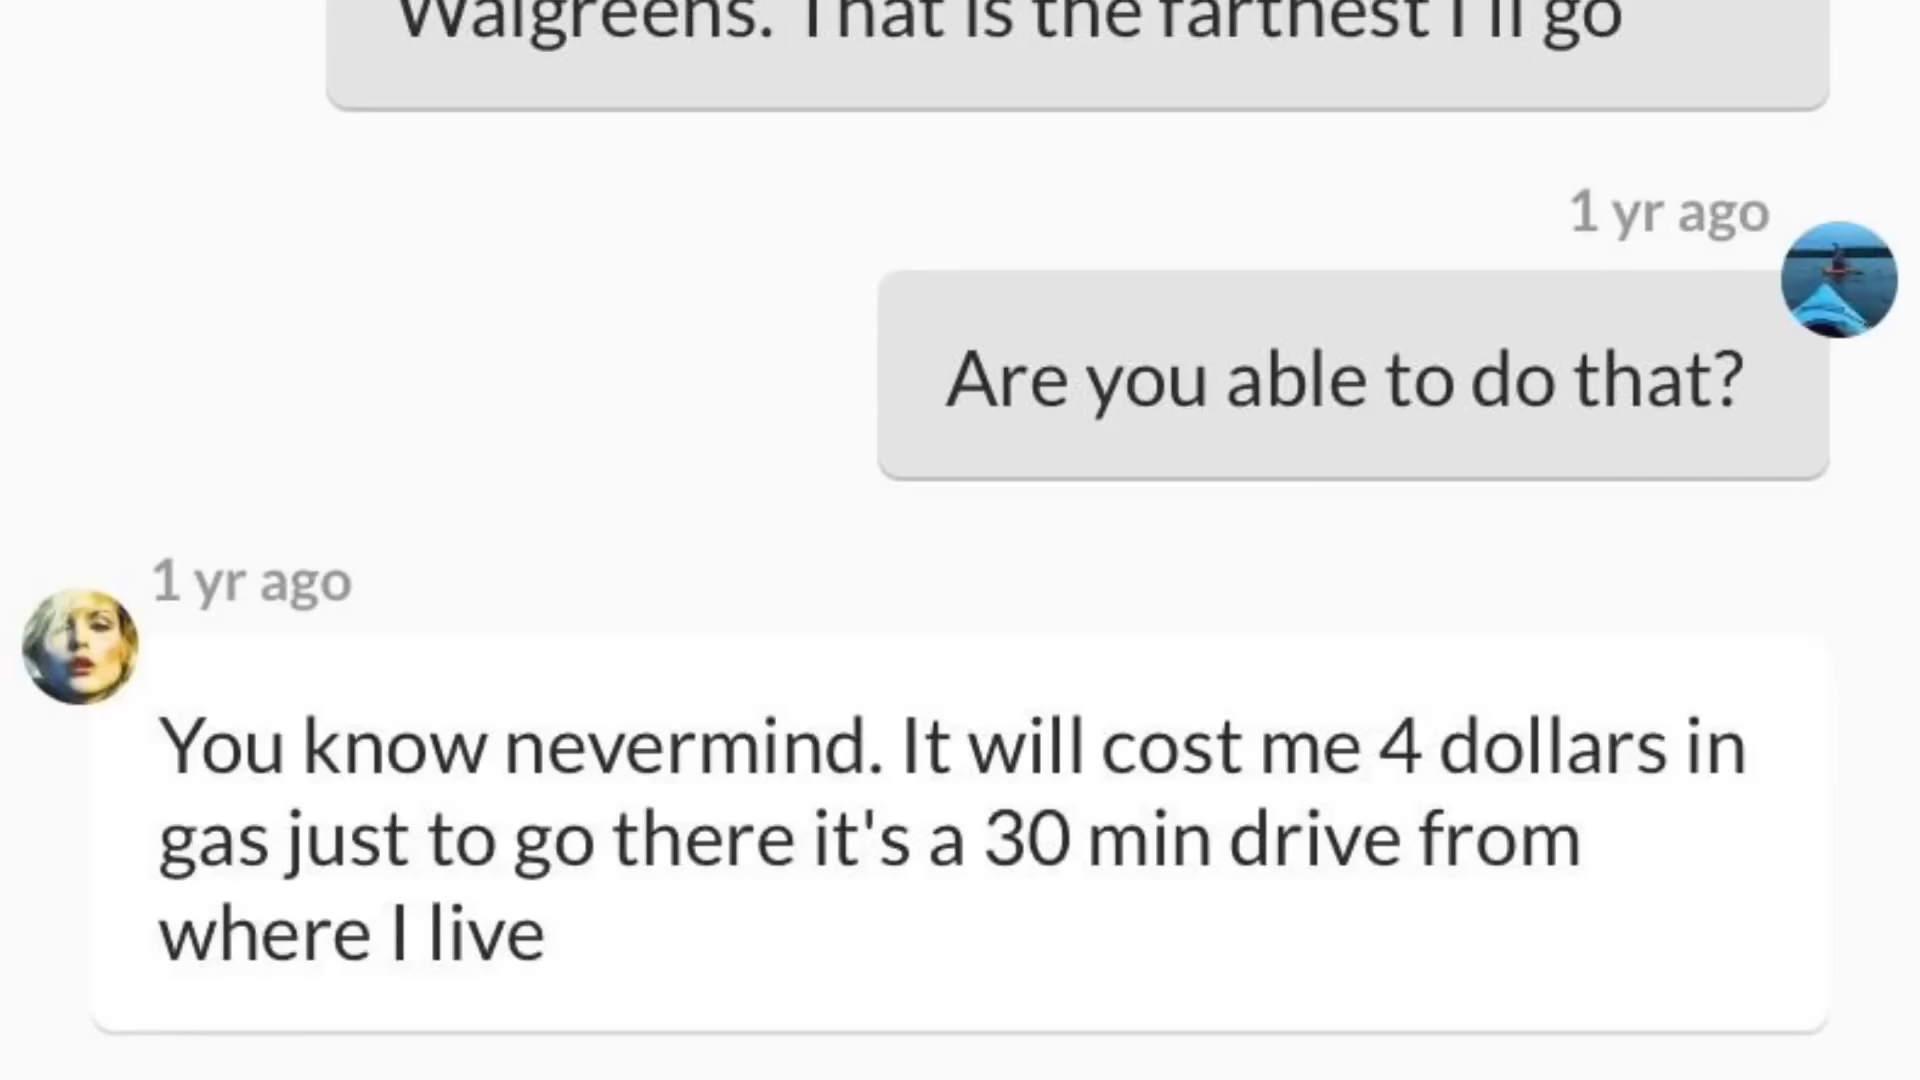 Walgreens. That is the farthest I'll go
1 yr ago
Are you able to do that?
1 yr ago
You know nevermind. It will cost me 4 dollars in
gas just to go there it's a 30 min drive from
where I live